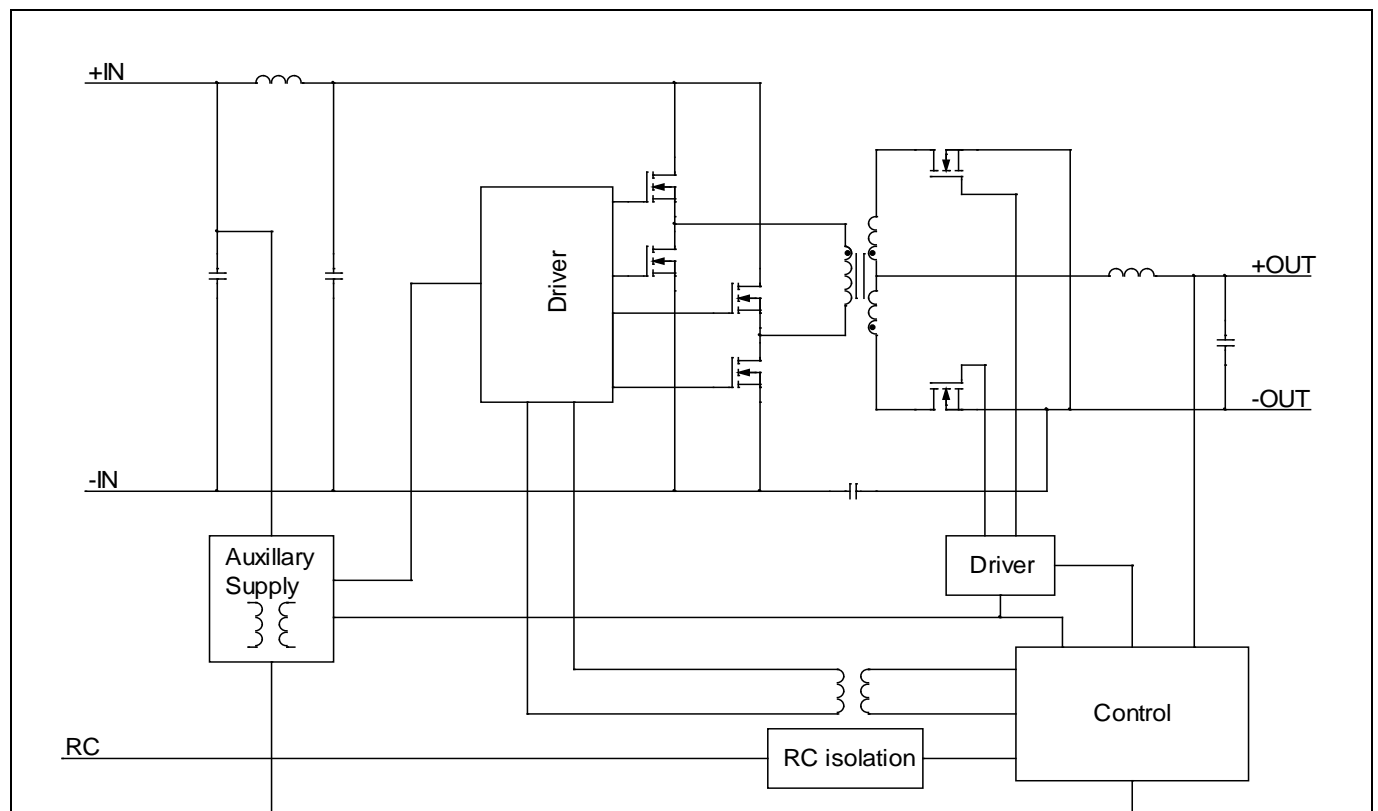 +IN
Driver
+OUT
-OUT
-IN
Auxillary
Supply
Driver
Control
RC
RC isolation